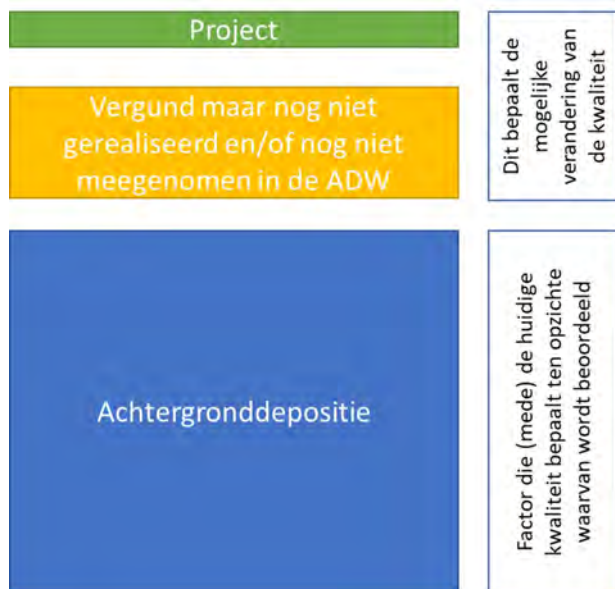 Project
Vergund maar nog niet
gerealiseerd en/of nog niet
meegenomen in de ADW
Dit bepaalt de
mogelijke
verandering van
de kwaliteit
Achtergronddepositie
Factor die (mede) de huidige
kwaliteit bepaalt ten opzichte
waarvan wordt beoordeeld